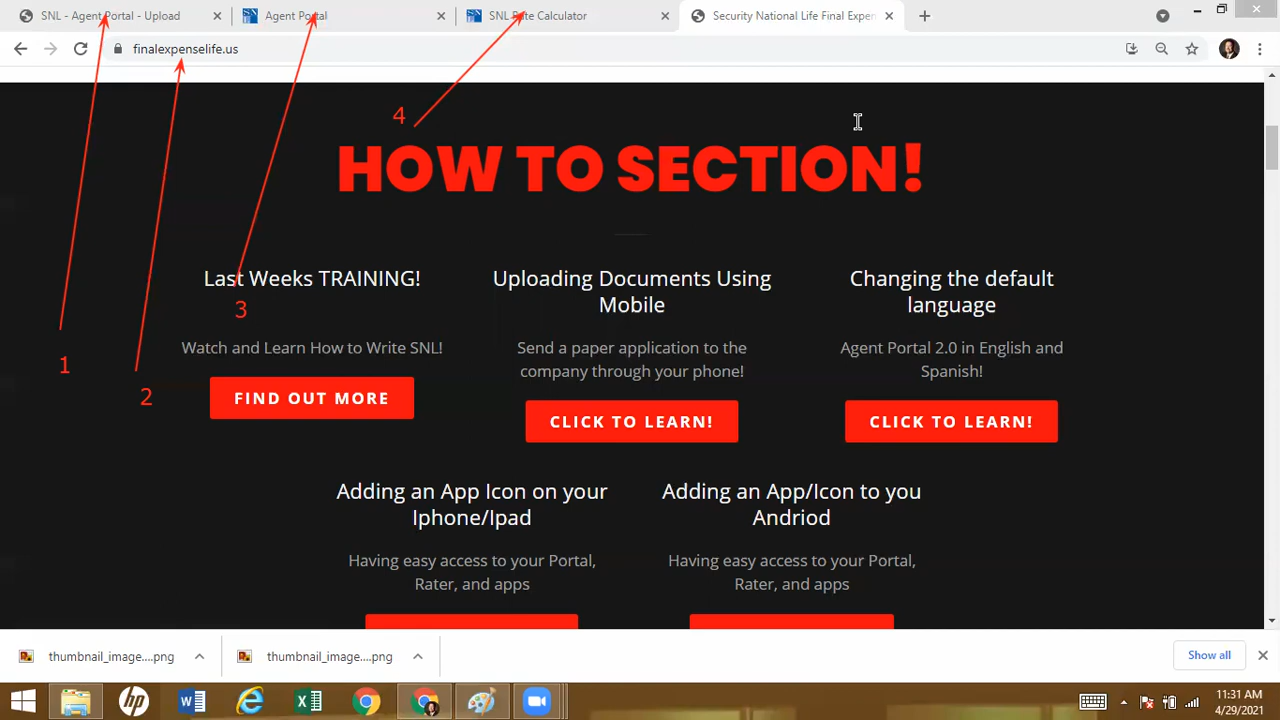 SNL - Agent Portal - Upload
Agent Portal
SNL Rate Calculator
Security National Life Final Expen
finalexpenselife.us
4
HOW TO SECTION!
Last Weeks TRAINING!
Uploading Documents Using
Mobile
Changing the default
language
3
Watch and Learn How to Write SNL!
Send a paper application to the
company through your phone!
Agent Portal 2.0 in English and
Spanish!
1
2
FIND OUT MORE
CLICK TO LEARN!
CLICK TO LEARN!
Adding an App Icon on your
Iphone/Ipad
Adding an App/Icon to you
Andriod
Having easy access to your Portal,
Rater, and apps
Having easy access to your Portal,
Rater, and apps
thumbnail_image....png
thumbnail_image....png
Show all
11:31 AM
4/29/2021